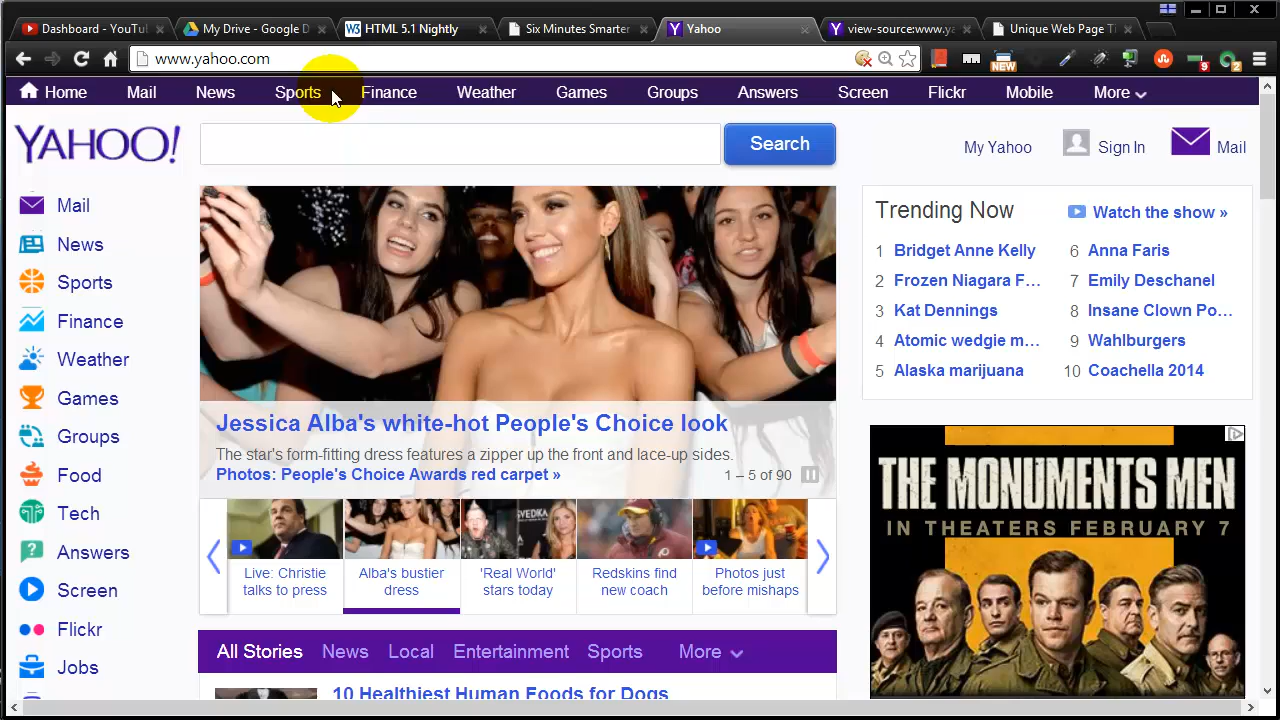 Dashboard - YouTu
My Drive - Google D
W3 HTML 5.1 Nightly
Six Minutes Smarter
Yahoo
view-source:www.ya
Unique Web Page Ti
www.yahoo.com
NEW
9
2
Home Mail News Sports Finance Weather Games Groups Answers Screen Flickr Mobile More
YAHOO!
Search
My Yahoo Sign In Mail
Mail
News
Sports
Finance
Weather
Games
Groups
Food
Tech
Answers
Screen
Flickr
Jobs
Jessica Alba's white-hot People's Choice look
The star's form-fitting dress features a zipper up the front and lace-up sides.
Photos: People's Choice Awards red carpet »
1 – 5 of 90
SVEDKA
Live: Christie
talks to press
Alba's bustier
dress
'Real World'
stars today
Redskins find
new coach
Photos just
before mishaps
All Stories News Local Entertainment Sports More
10 Healthiest Human Foods for Dogs
Trending Now
Watch the show »
1 Bridget Anne Kelly
2 Frozen Niagara F…
3 Kat Dennings
4 Atomic wedgie m…
5 Alaska marijuana
6 Anna Faris
7 Emily Deschanel
8 Insane Clown Po…
9 Wahlburgers
10 Coachella 2014
THE MONUMENTS MEN
IN THEATERS FEBRUARY 7